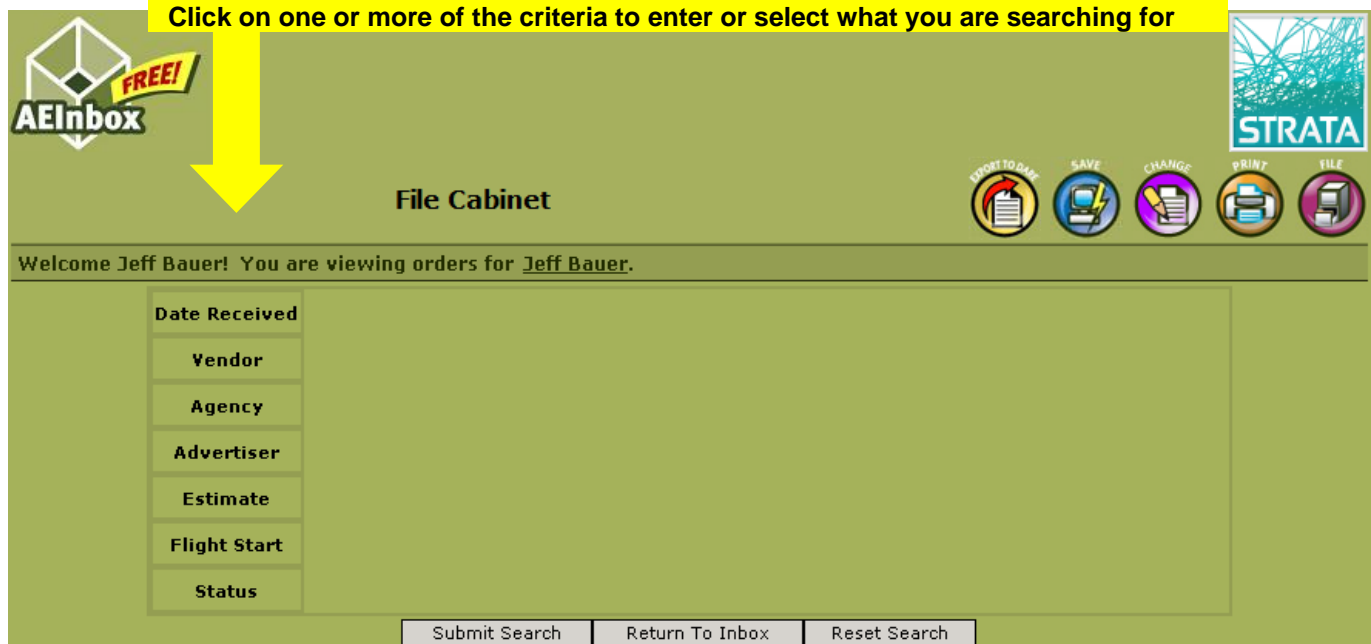 Click on one or more of the criteria to enter or select what you are searching for
FREE!
AEInbox
STRATA
EXPORT TO DARE SAVE CHANGE PRINT FILE
File Cabinet
Welcome Jeff Bauer! You are viewing orders for Jeff Bauer.
Date Received
Vendor
Agency
Advertiser
Estimate
Flight Start
Status
Submit Search Return To Inbox Reset Search